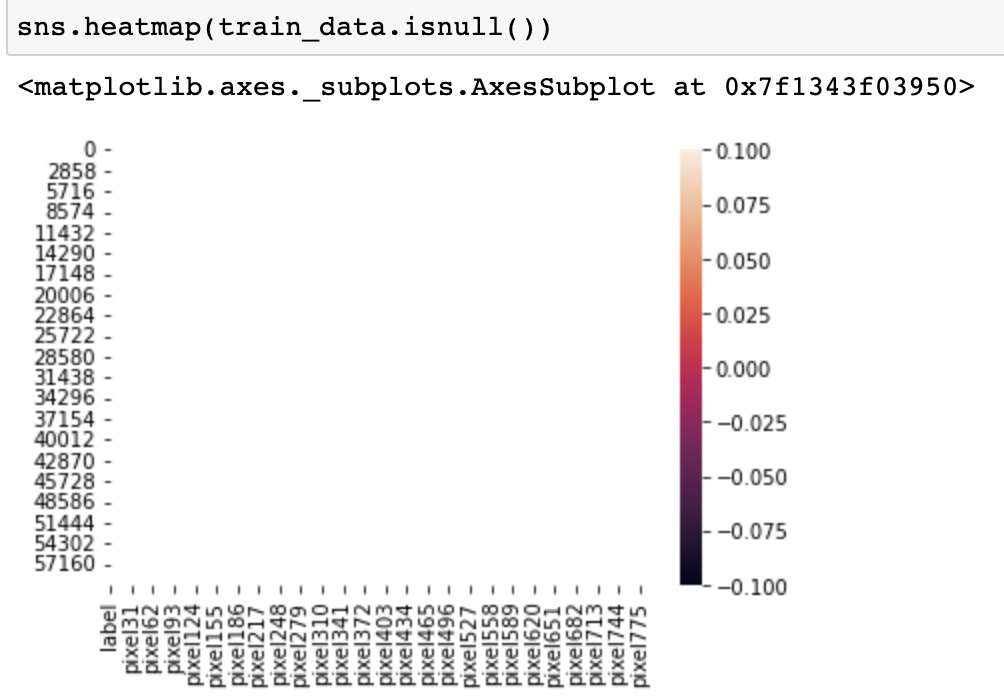 sns.heatmap(train_data.isnull())
<matplotlib.axes._subplots.AxesSubplot at 0x7f1343f03950>
0
2858
5716
8574
11432
14290
17148
20006
22864
25722
28580
31438
34296
37154
40012
42870
45728
48586
51444
54302
57160
0.100
0.075
0.050
0.025
0.000
−0.025
−0.050
−0.075
−0.100
label
pixel31
pixel62
pixel93
pixel124
pixel155
pixel186
pixel217
pixel248
pixel279
pixel310
pixel341
pixel372
pixel403
pixel434
pixel465
pixel496
pixel527
pixel558
pixel589
pixel620
pixel651
pixel682
pixel713
pixel744
pixel775